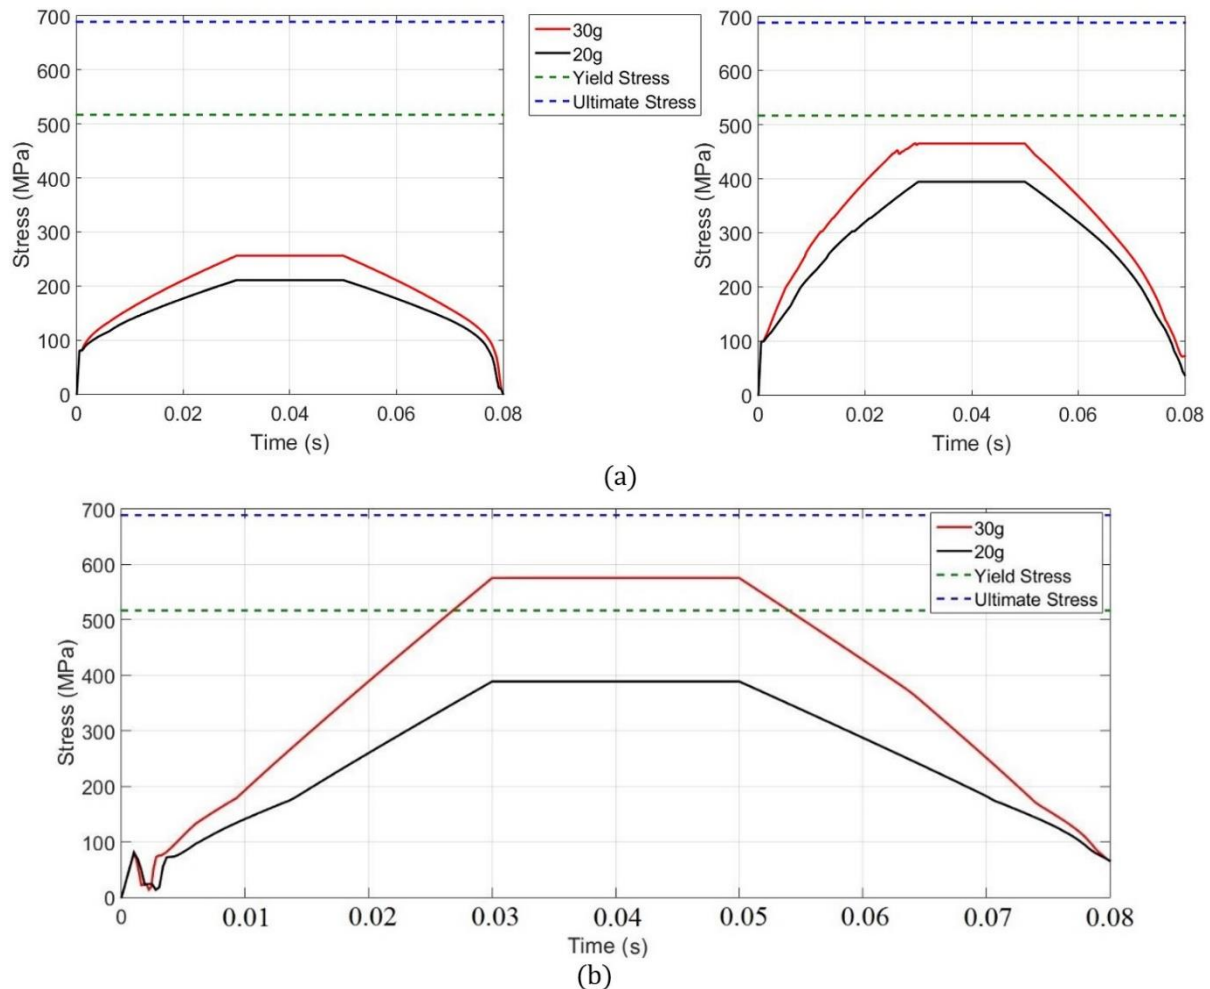 700
600
500
400
300
200
100
0
Stress (MPa)
0 0.02 0.04 0.06 0.08
Time (s)
30g
20g
Yield Stress
Ultimate Stress
700
600
500
400
300
200
100
0
Stress (MPa)
0 0.02 0.04 0.06 0.08
Time (s)
(a)
700
600
500
400
300
200
100
0
Stress (MPa)
30g
20g
Yield Stress
Ultimate Stress
0 0.01 0.02 0.03 0.04 0.05 0.06 0.07 0.08
Time (s)
(b)